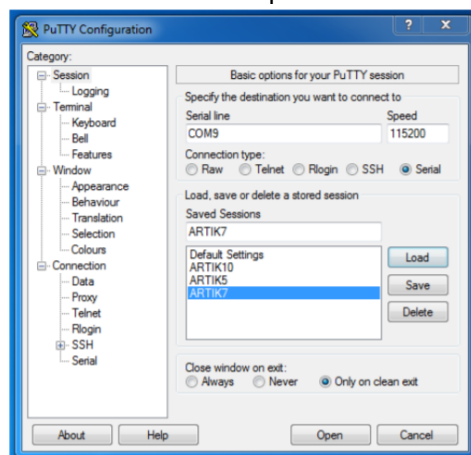 PuTTY Configuration
Category:
Session
Logging
Terminal
Keyboard
Bell
Features
Window
Appearance
Behaviour
Translation
Selection
Colours
Connection
Data
Proxy
Telnet
Rlogin
SSH
Serial
Basic options for your PuTTY session
Specify the destination you want to connect to
Serial line Speed
COM9 115200
Connection type:
Raw Telnet Rlogin SSH Serial
Load, save or delete a stored session
Saved Sessions
ARTIK7
Default Settings
ARTIK10
ARTIK5
ARTIK7
Load
Save
Delete
Close window on exit:
Always Never Only on clean exit
About Help Open Cancel